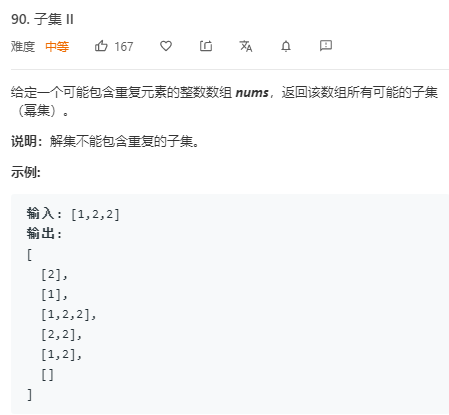 90. 子集 II
难度 中等 167
给定一个可能包含重复元素的整数数组 nums，返回该数组所有可能的子集
（幂集）。
说明：解集不能包含重复的子集。
示例:
输入: [1,2,2]
输出:
[
[2],
[1],
[1,2,2],
[2,2],
[1,2],
[]
]